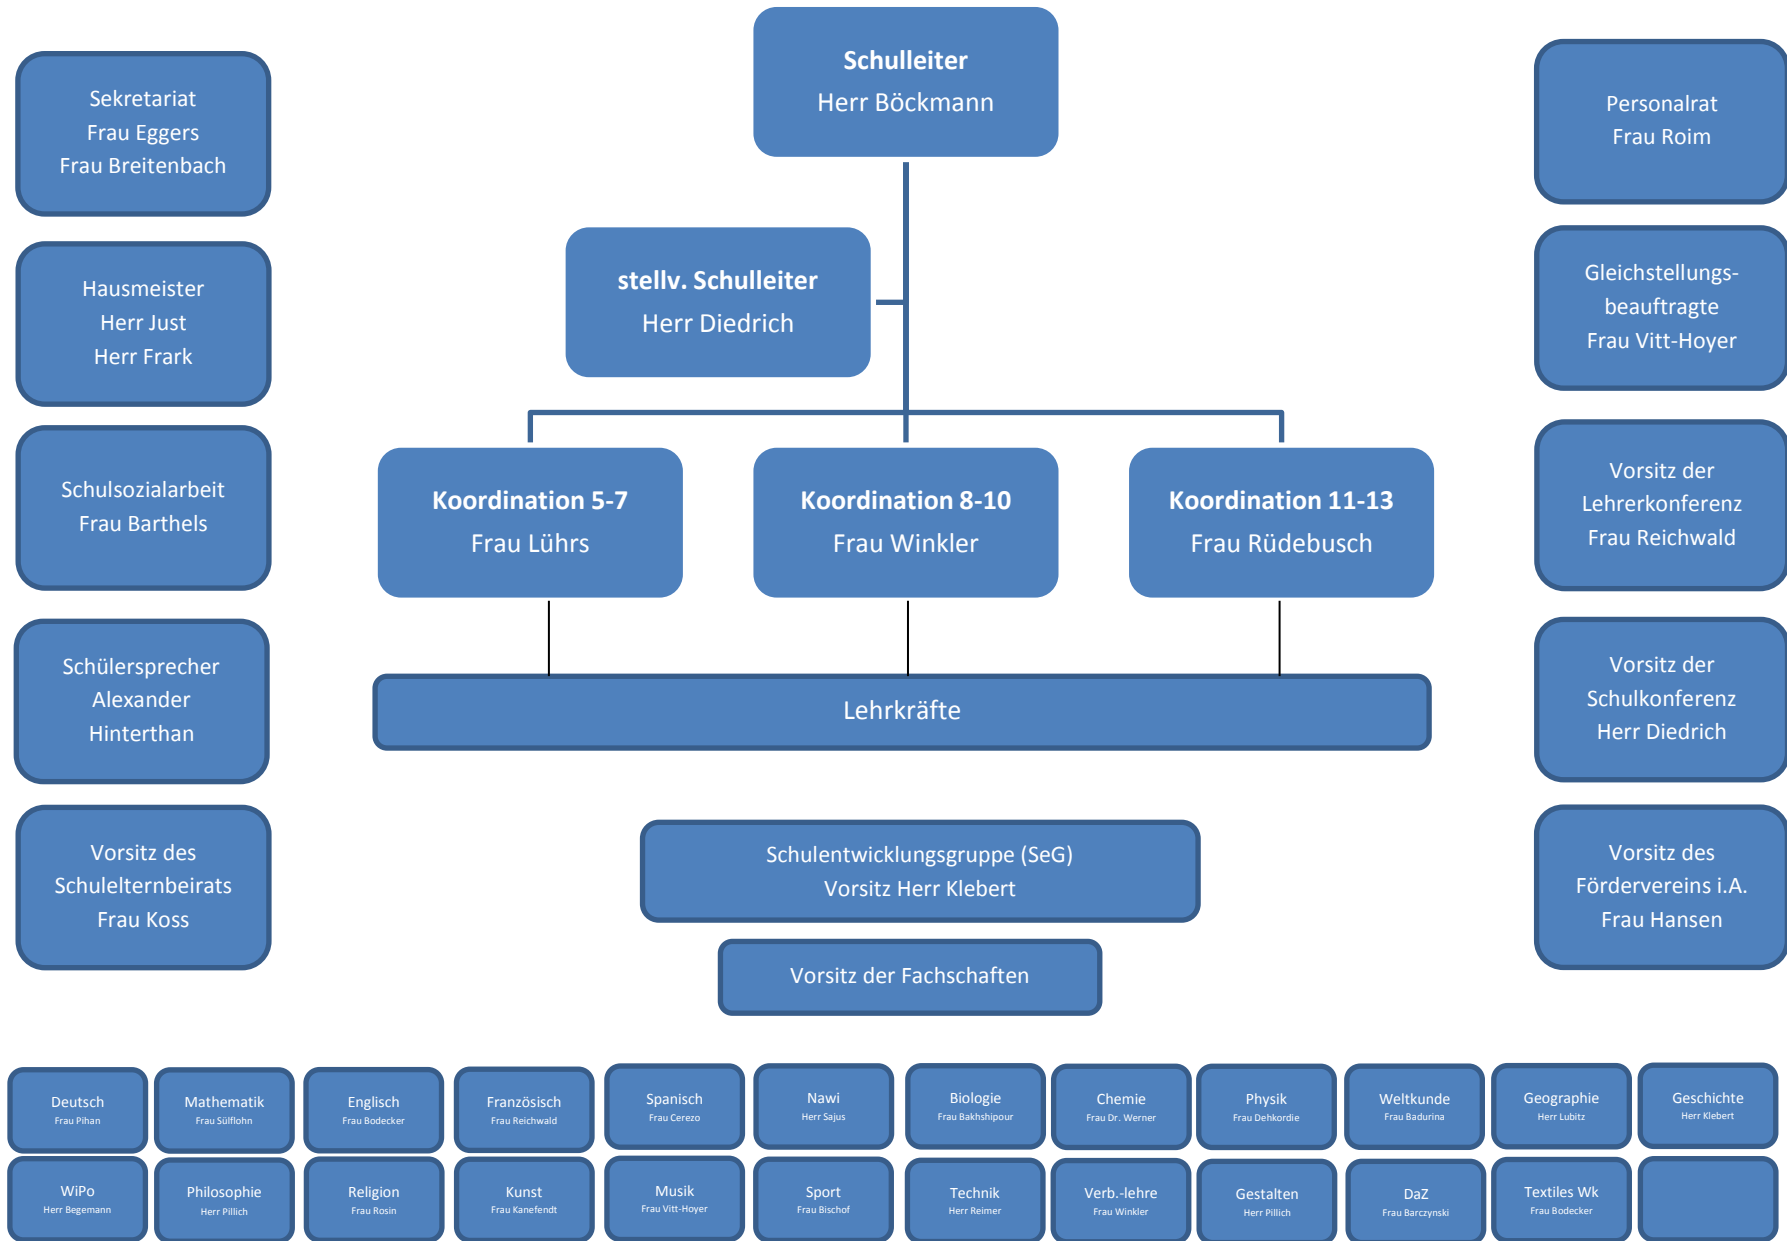 Schulleiter
Herr Böckmann
Sekretariat
Frau Eggers
Frau Breitenbach
Personalrat
Frau Roim
stellv. Schulleiter
Herr Diedrich
Hausmeister
Herr Just
Herr Frark
Gleichstellungs-
beauftragte
Frau Vitt-Hoyer
Schulsozialarbeit
Frau Barthels
Koordination 5-7
Frau Lührs
Koordination 8-10
Frau Winkler
Koordination 11-13
Frau Rüdebusch
Vorsitz der
Lehrerkonferenz
Frau Reichwald
Schülersprecher
Alexander
Hinterthan
Lehrkräfte
Vorsitz der
Schulkonferenz
Herr Diedrich
Vorsitz des
Schulelternbeirats
Frau Koss
Schulentwicklungsgruppe (SeG)
Vorsitz Herr Klebert
Vorsitz des
Fördervereins i.A.
Frau Hansen
Vorsitz der Fachschaften
Deutsch
Frau Pihan
Mathematik
Frau Sülflohn
Englisch
Frau Bodecker
Französisch
Frau Reichwald
Spanisch
Frau Cerezo
Nawi
Herr Sajus
Biologie
Frau Bakhshipour
Chemie
Frau Dr. Werner
Physik
Frau Dehkordie
Weltkunde
Frau Badurina
Geographie
Herr Lubitz
Geschichte
Herr Klebert
WiPo
Herr Begemann
Philosophie
Herr Pillich
Religion
Frau Rosin
Kunst
Frau Kanefendt
Musik
Frau Vitt-Hoyer
Sport
Frau Bischof
Technik
Herr Reimer
Verb.-lehre
Frau Winkler
Gestalten
Herr Pillich
DaZ
Frau Barczynski
Textiles Wk
Frau Bodecker